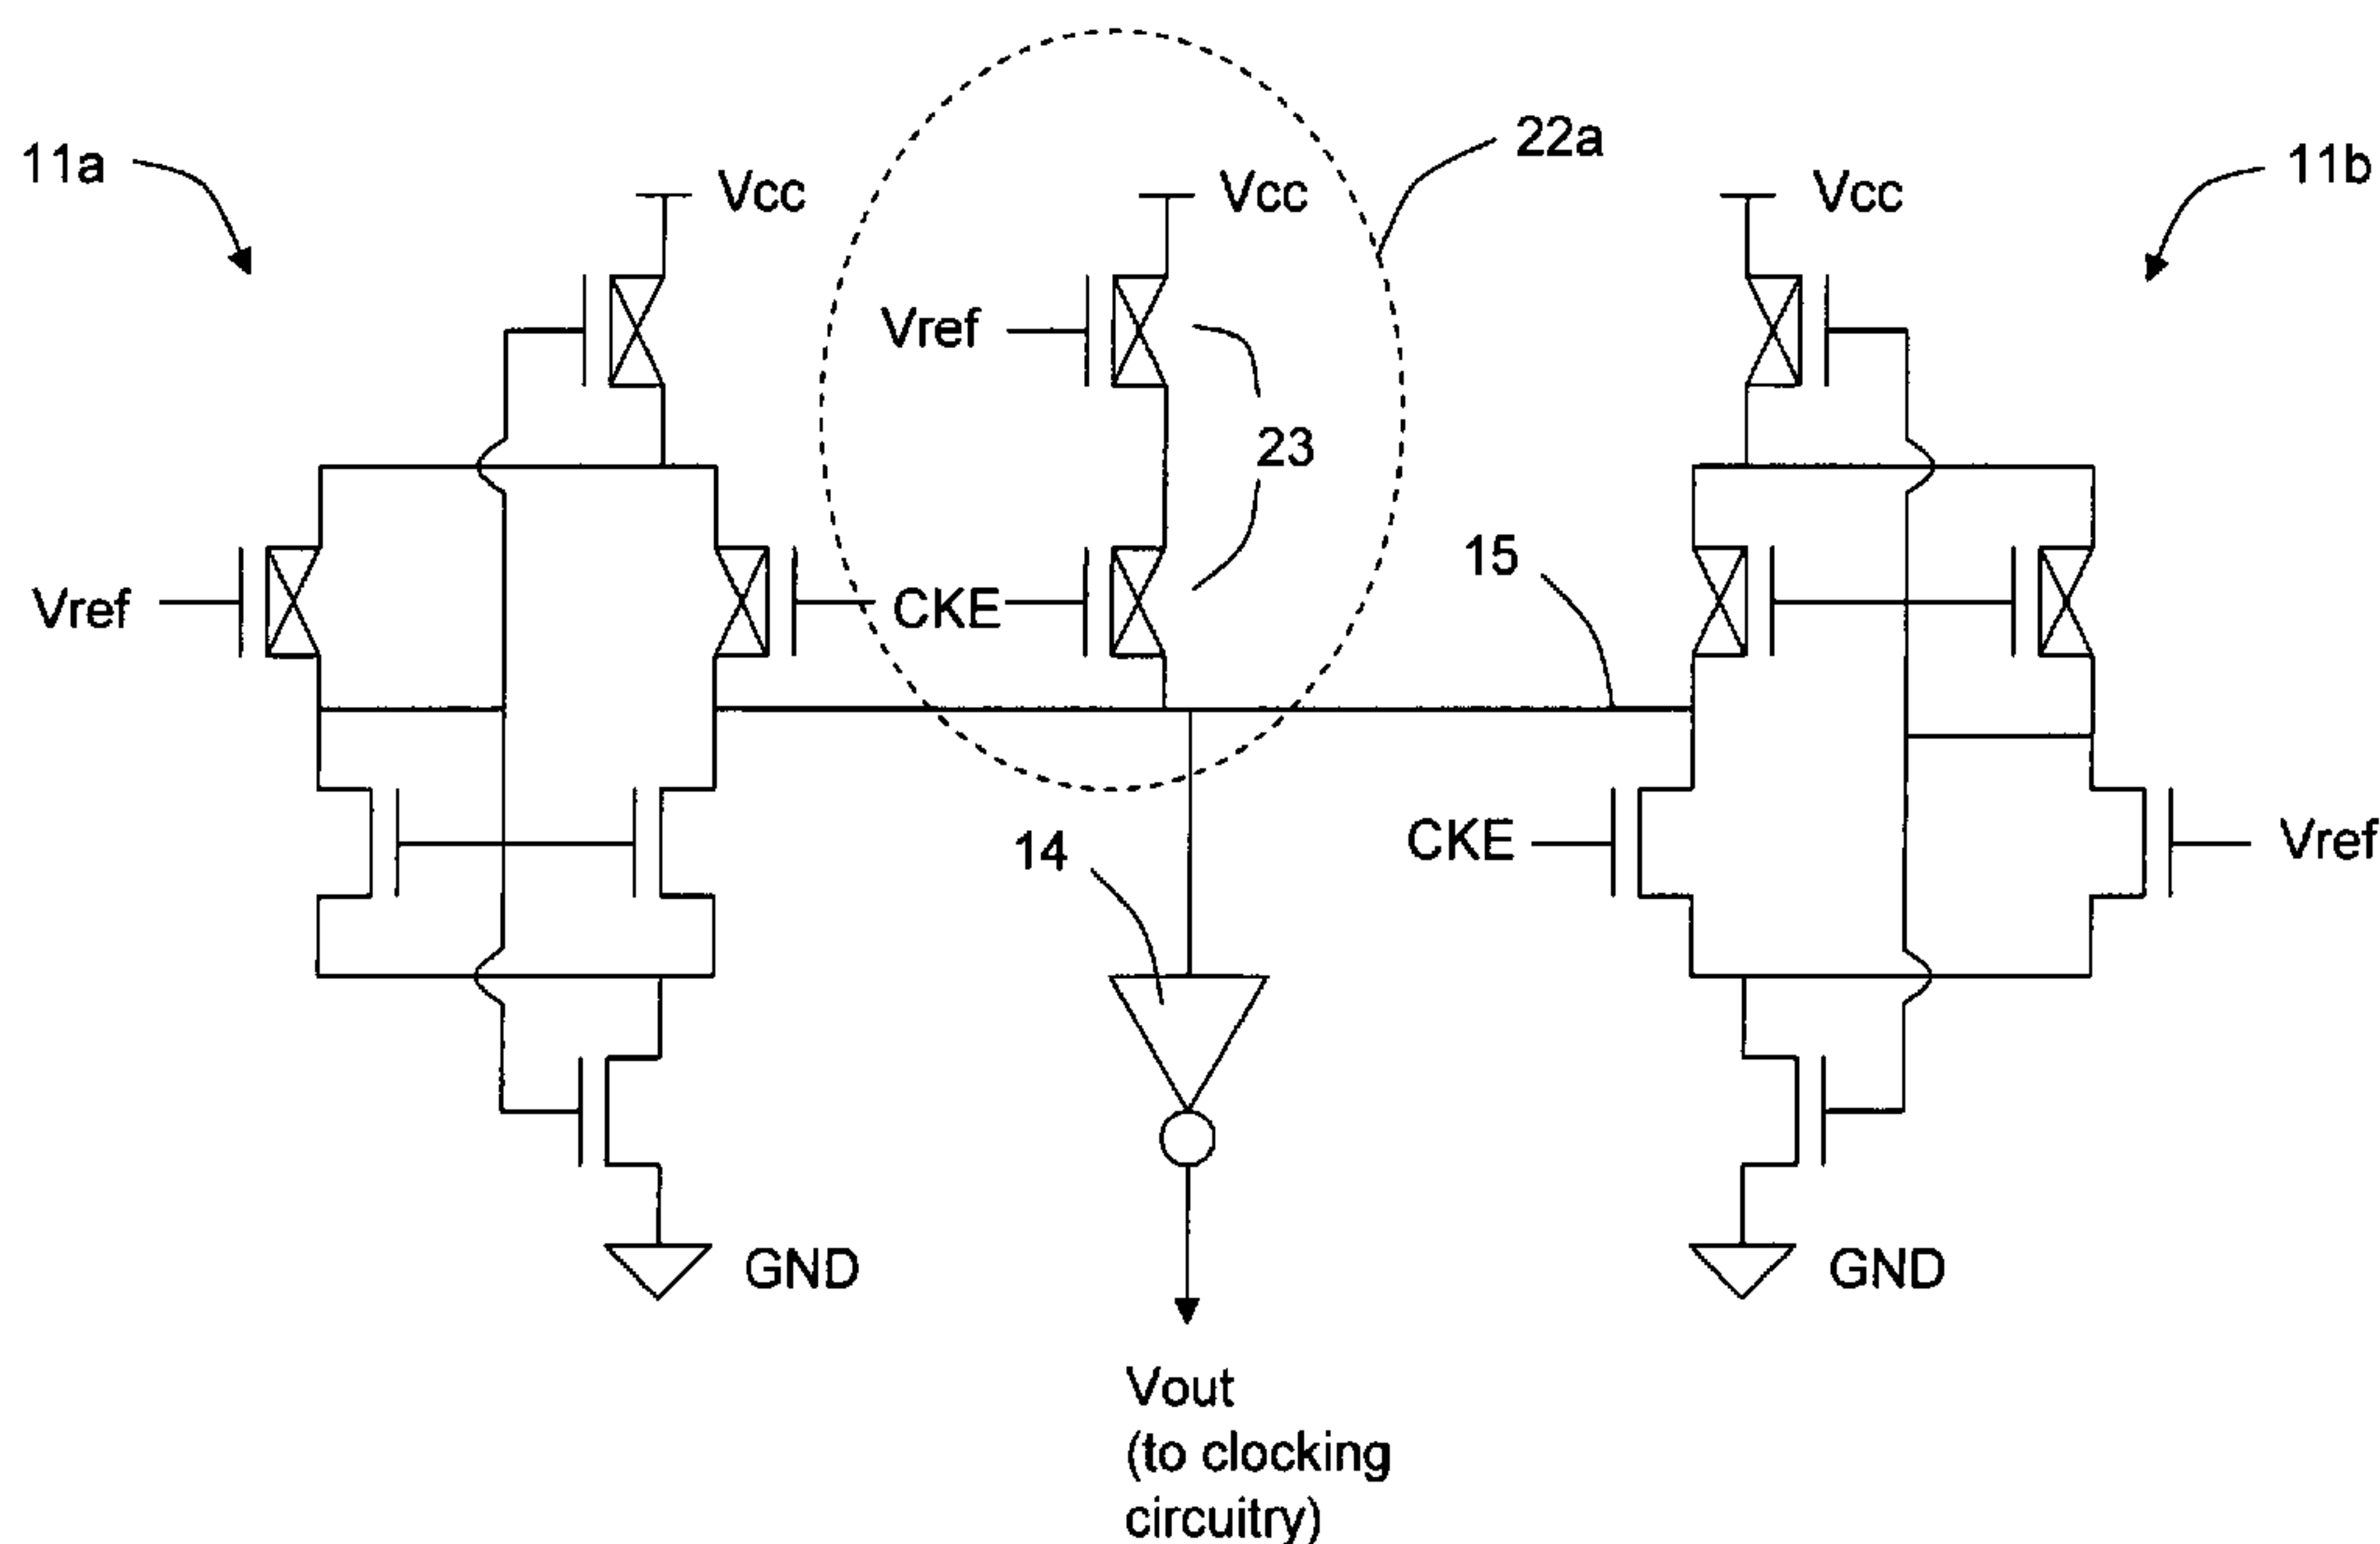 22a
11a
11b
Vcc
Vcc
Vcc
Vref
23
15
Vref
CKE
14
CKE
Vref
GND
GND
Vout
(to clocking
circuitry)